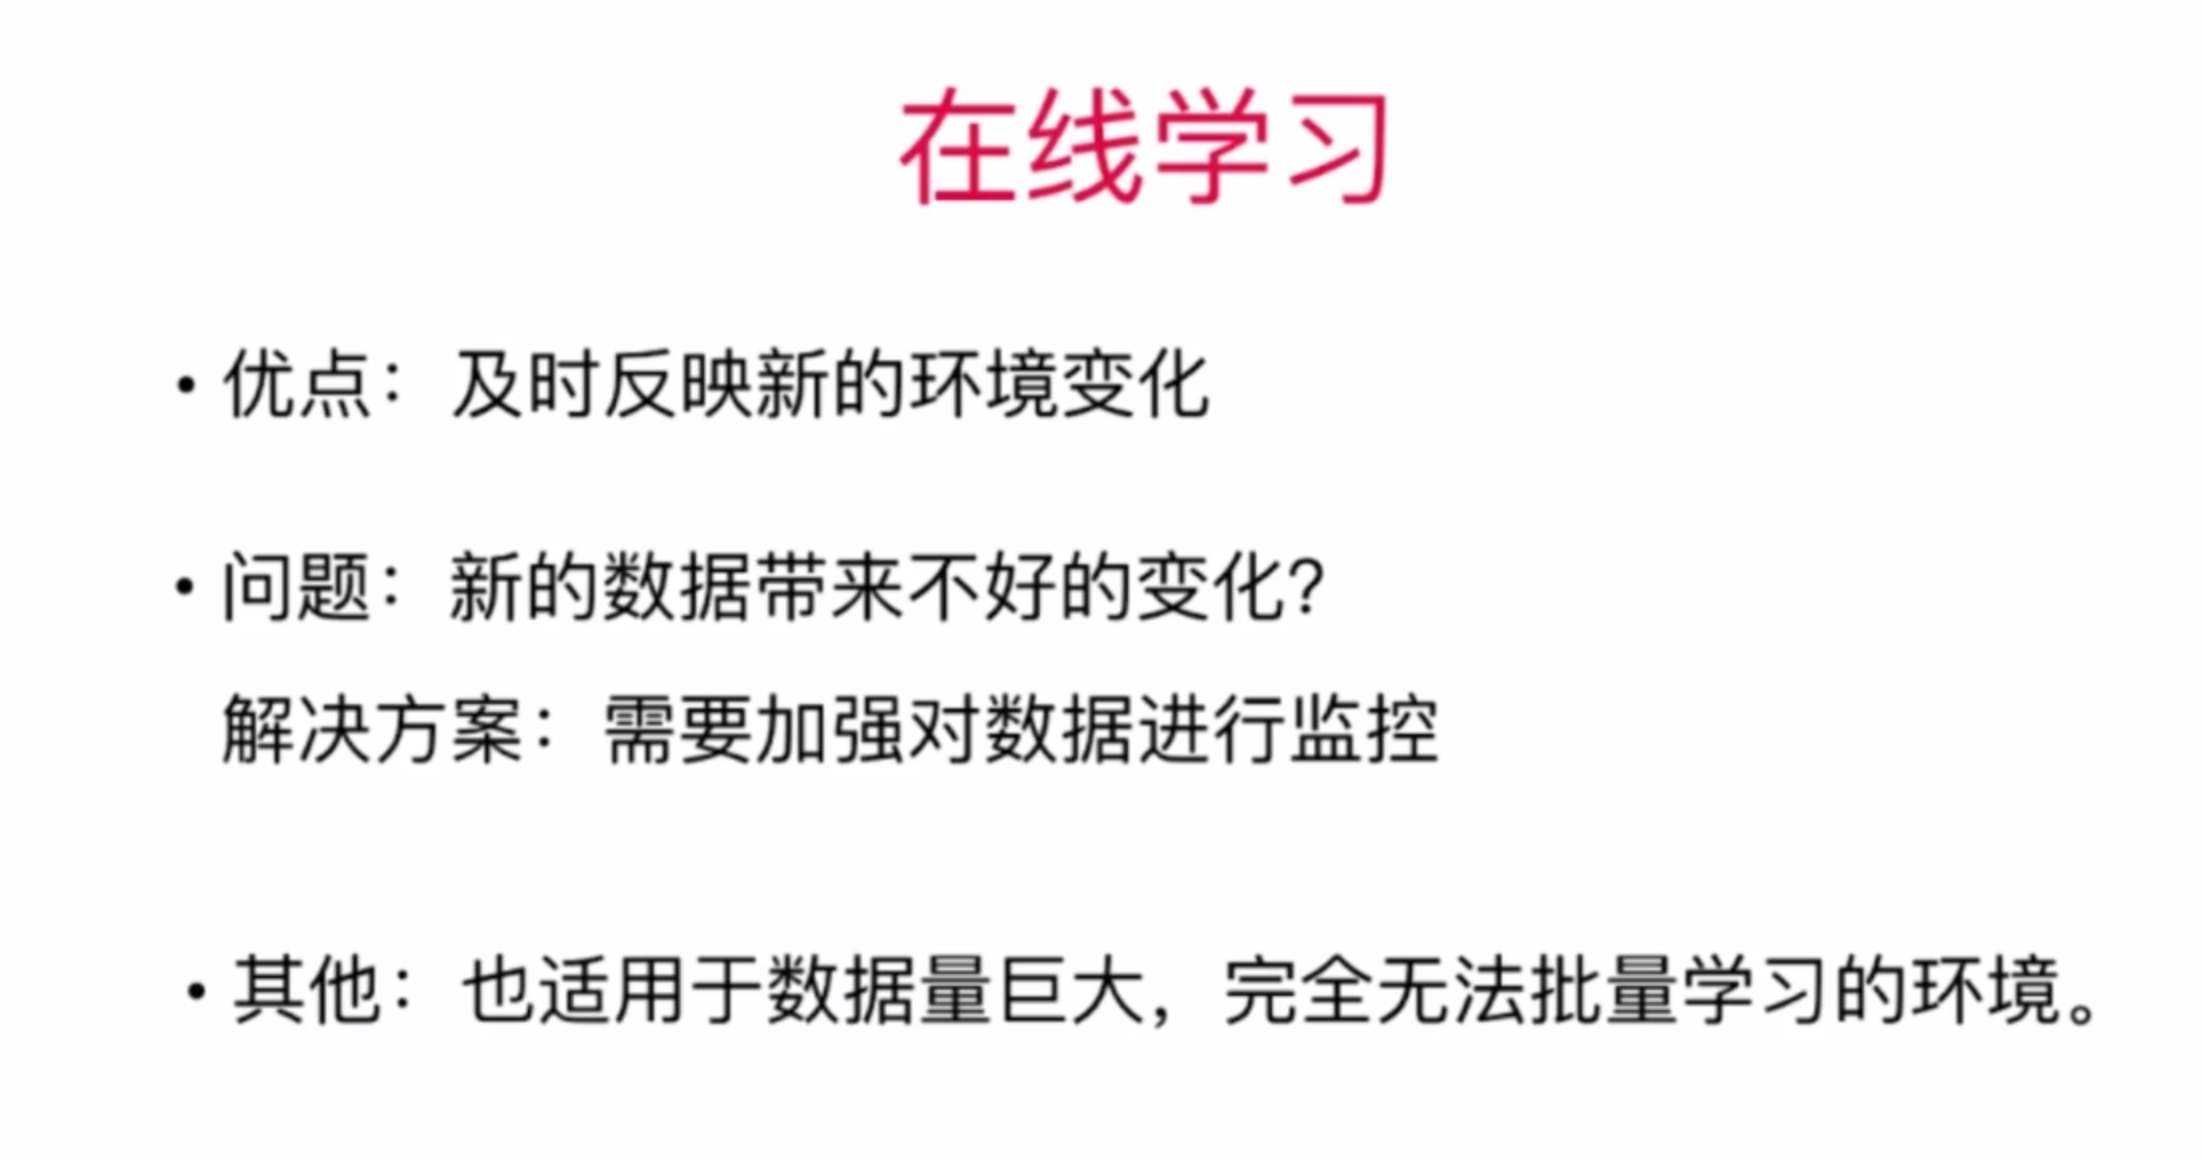 在线学习
• 优点：及时反映新的环境变化
• 问题：新的数据带来不好的变化？
解决方案：需要加强对数据进行监控
• 其他：也适用于数据量巨大，完全无法批量学习的环境。